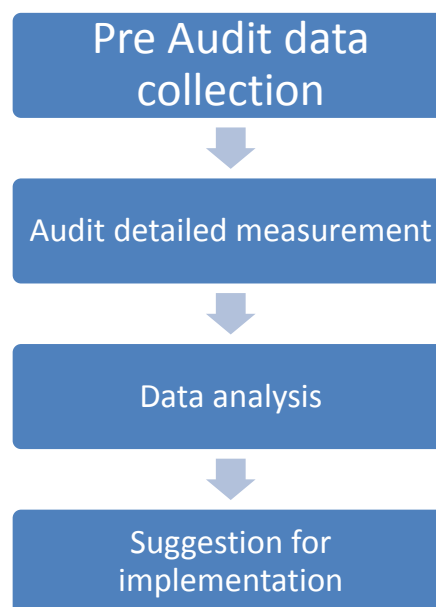 Pre Audit data
collection
Audit detailed measurement
Data analysis
Suggestion for
implementation